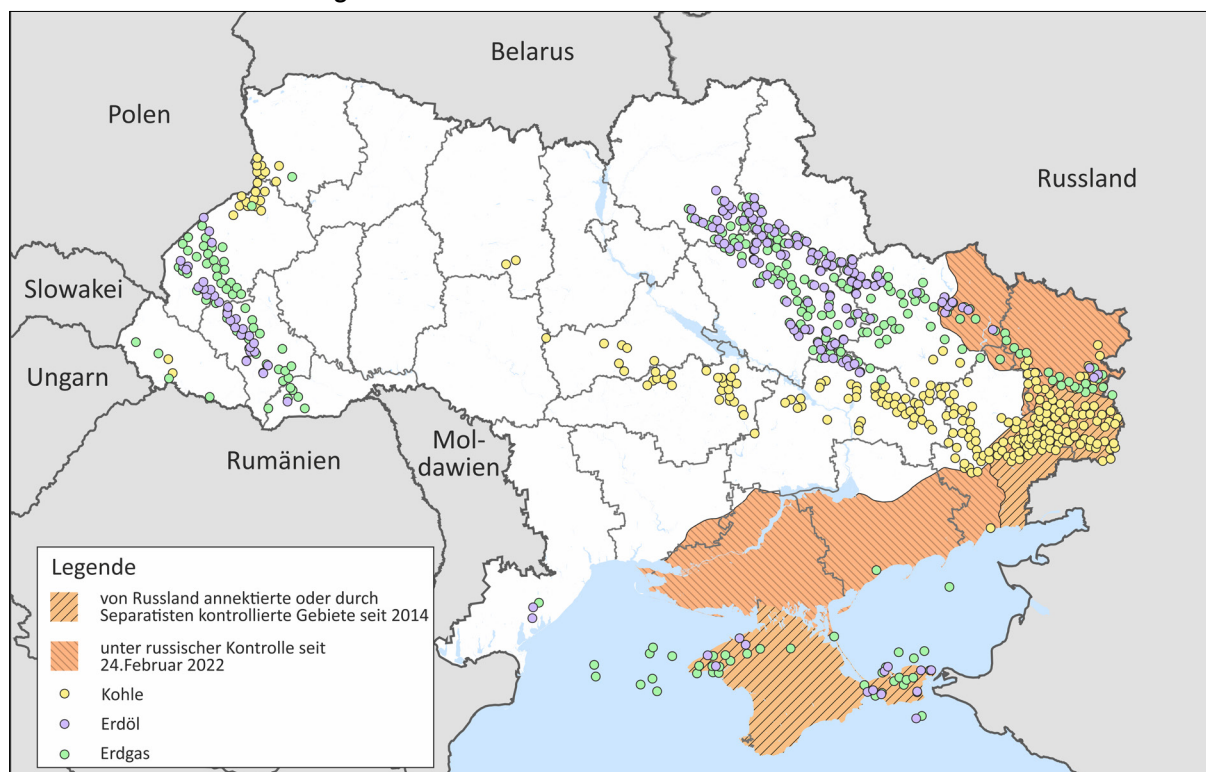 Belarus
Polen
Russland
Slowakei
Ungarn
Mol-
dawien
Rumänien
Legende
von Russland annektierte oder durch
Separatisten kontrollierte Gebiete seit 2014
unter russischer Kontrolle seit
24.Februar 2022
Kohle
Erdöl
Erdgas